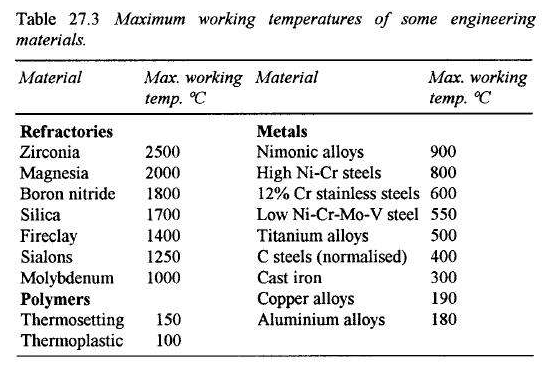 Table 27.3 Maximum working temperatures of some engineering
materials.
Material Max. working Material Max. working
temp. °C temp. °C
Refractories Metals
Zirconia 2500 Nimonic alloys 900
Magnesia 2000 High Ni-Cr steels 800
Boron nitride 1800 12% Cr stainless steels 600
Silica 1700 Low Ni-Cr-Mo-V steel 550
Fireclay 1400 Titanium alloys 500
Sialons 1250 C steels (normalised) 400
Molybdenum 1000 Cast iron 300
Polymers Copper alloys 190
Thermosetting 150 Aluminium alloys 180
Thermoplastic 100